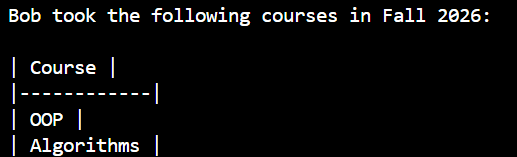 Bob took the following courses in Fall 2026:
| Course |
|------------|
| OOP |
| Algorithms |